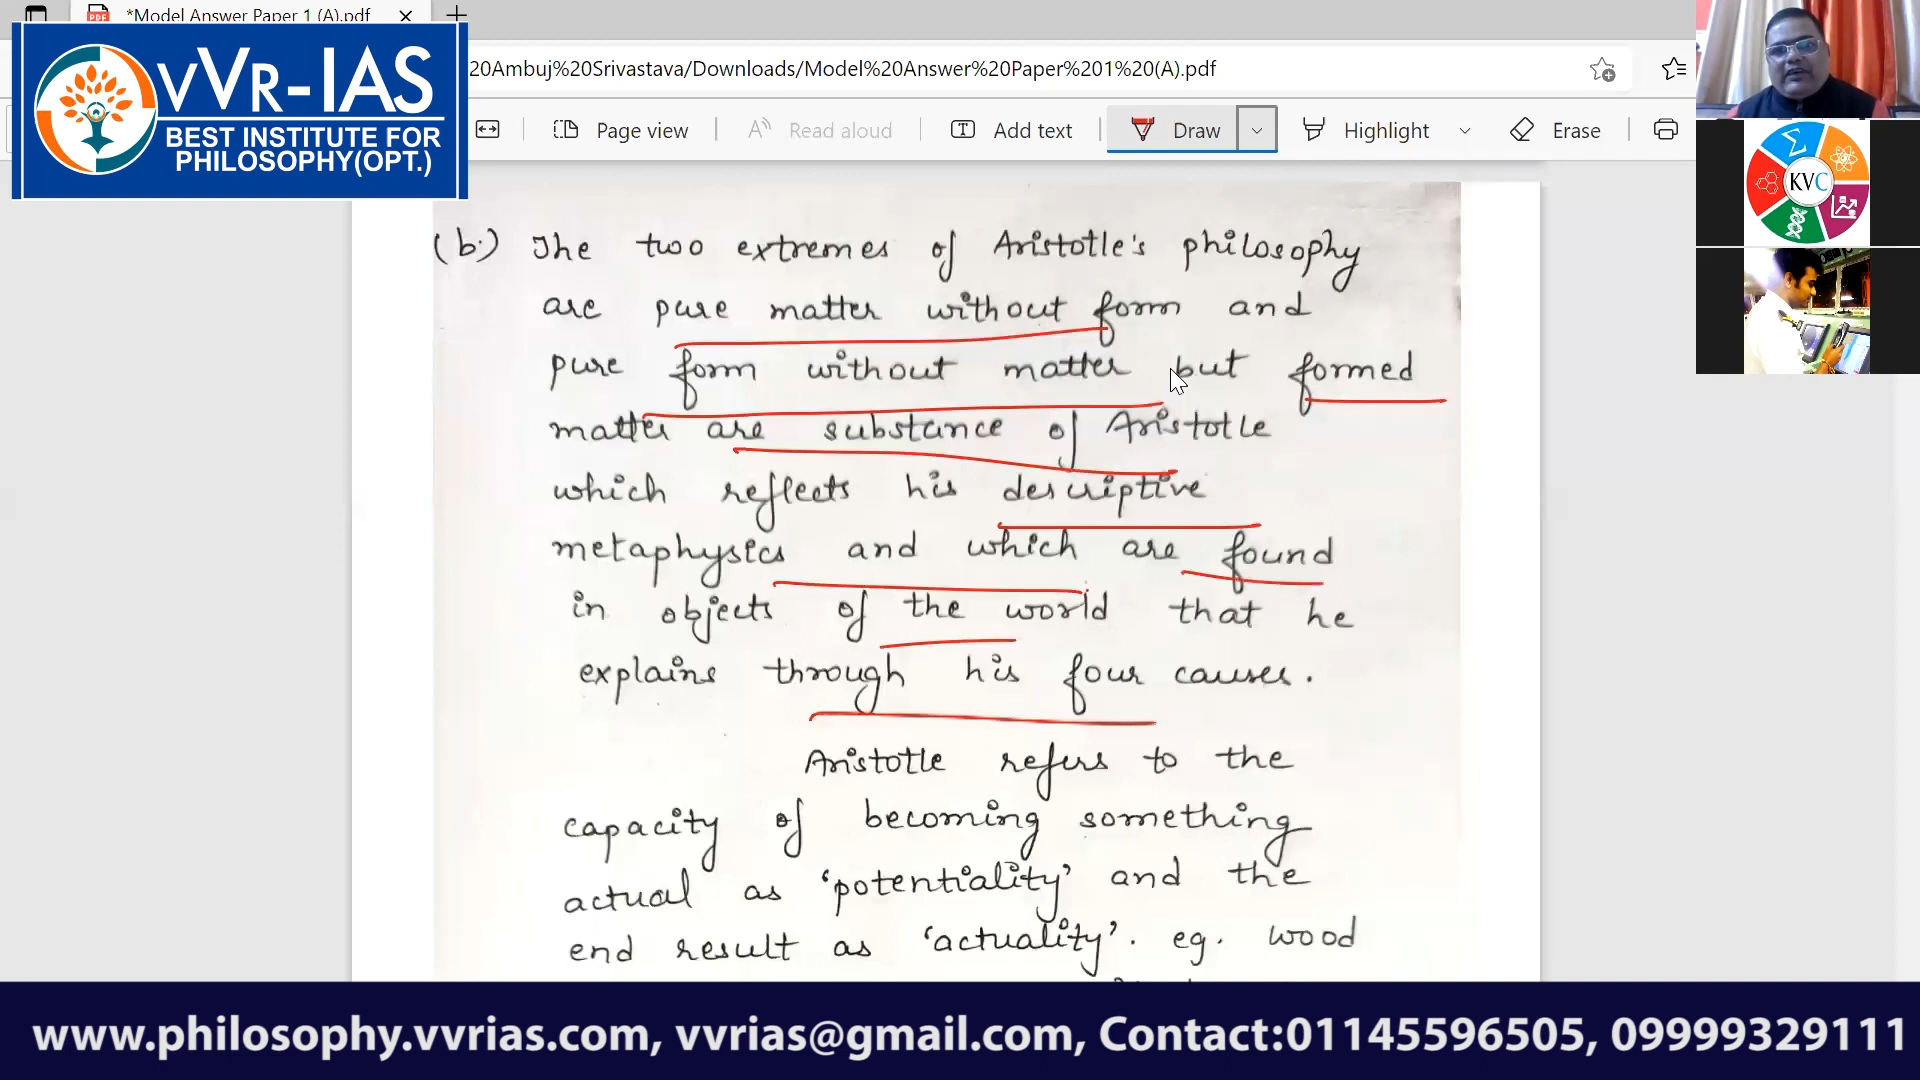 *Model Answer Paper 1 (A).pdf
vVR-IAS
BEST INSTITUTE FOR
PHILOSOPHY(OPT.)
20Ambuj%20Srivastava/Downloads/Model%20Answer%20Paper%201%20(A).pdf
Page view
Read aloud
Add text
Draw
Highlight
Erase
KVC
(b.) The two extremes of Aristotle's philosophy
are pure matter without form and
pure form without matter but formed
matter are substance of Aristotle
which reflects his descriptive
metaphysics and which are found
in objects of the world that he
explains through his four causes.
Aristotle refers to the
capacity of becoming something
actual as 'potentiality' and the
end result as 'actuality'. eg. wood
www.philosophy.vvrias.com, vvrias@gmail.com, Contact:01145596505, 09999329111